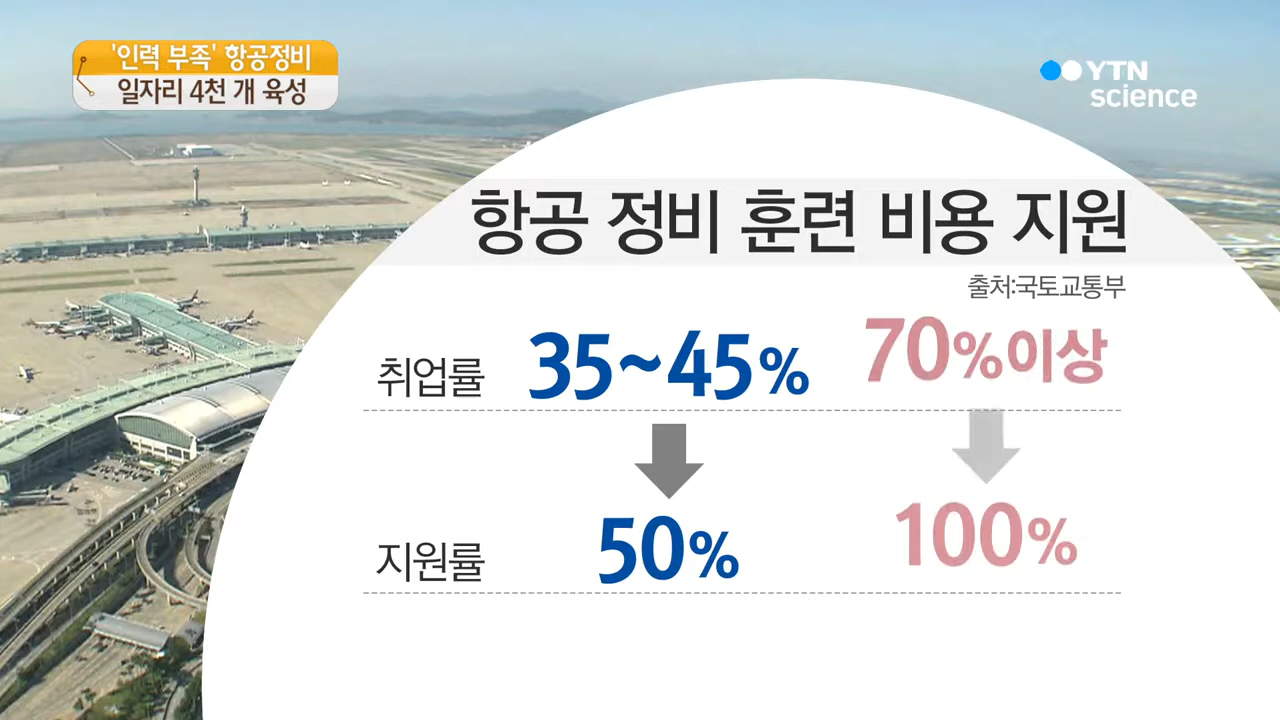 '인력 부족' 항공정비
일자리 4천 개 육성
YTN
science
항공 정비 훈련 비용 지원
출처:국토교통부
취업률 35~45% 70%이상
지원률 50% 100%